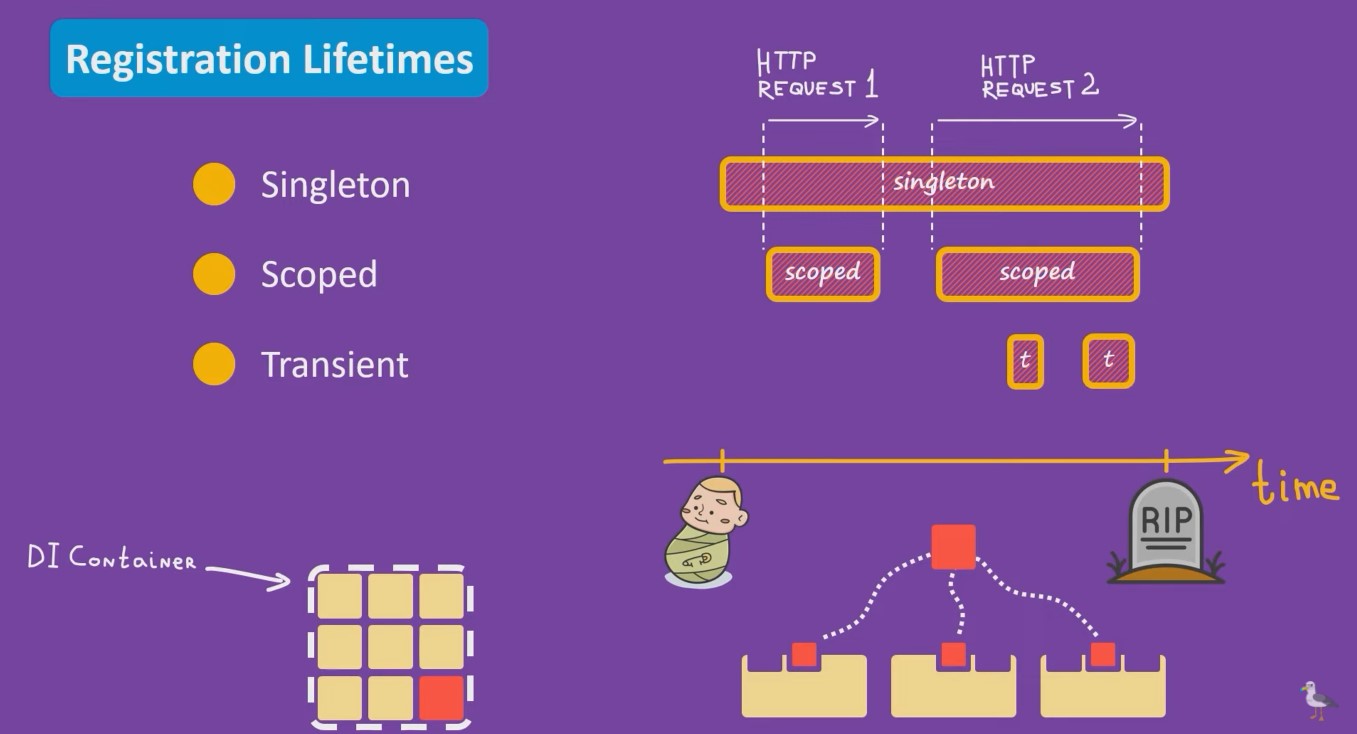 Registration Lifetimes
Singleton
Scoped
Transient
HTTP
REQUEST 1
HTTP
REQUEST 2
singleton
scoped
scoped
t
t
time
RIP
DI Container